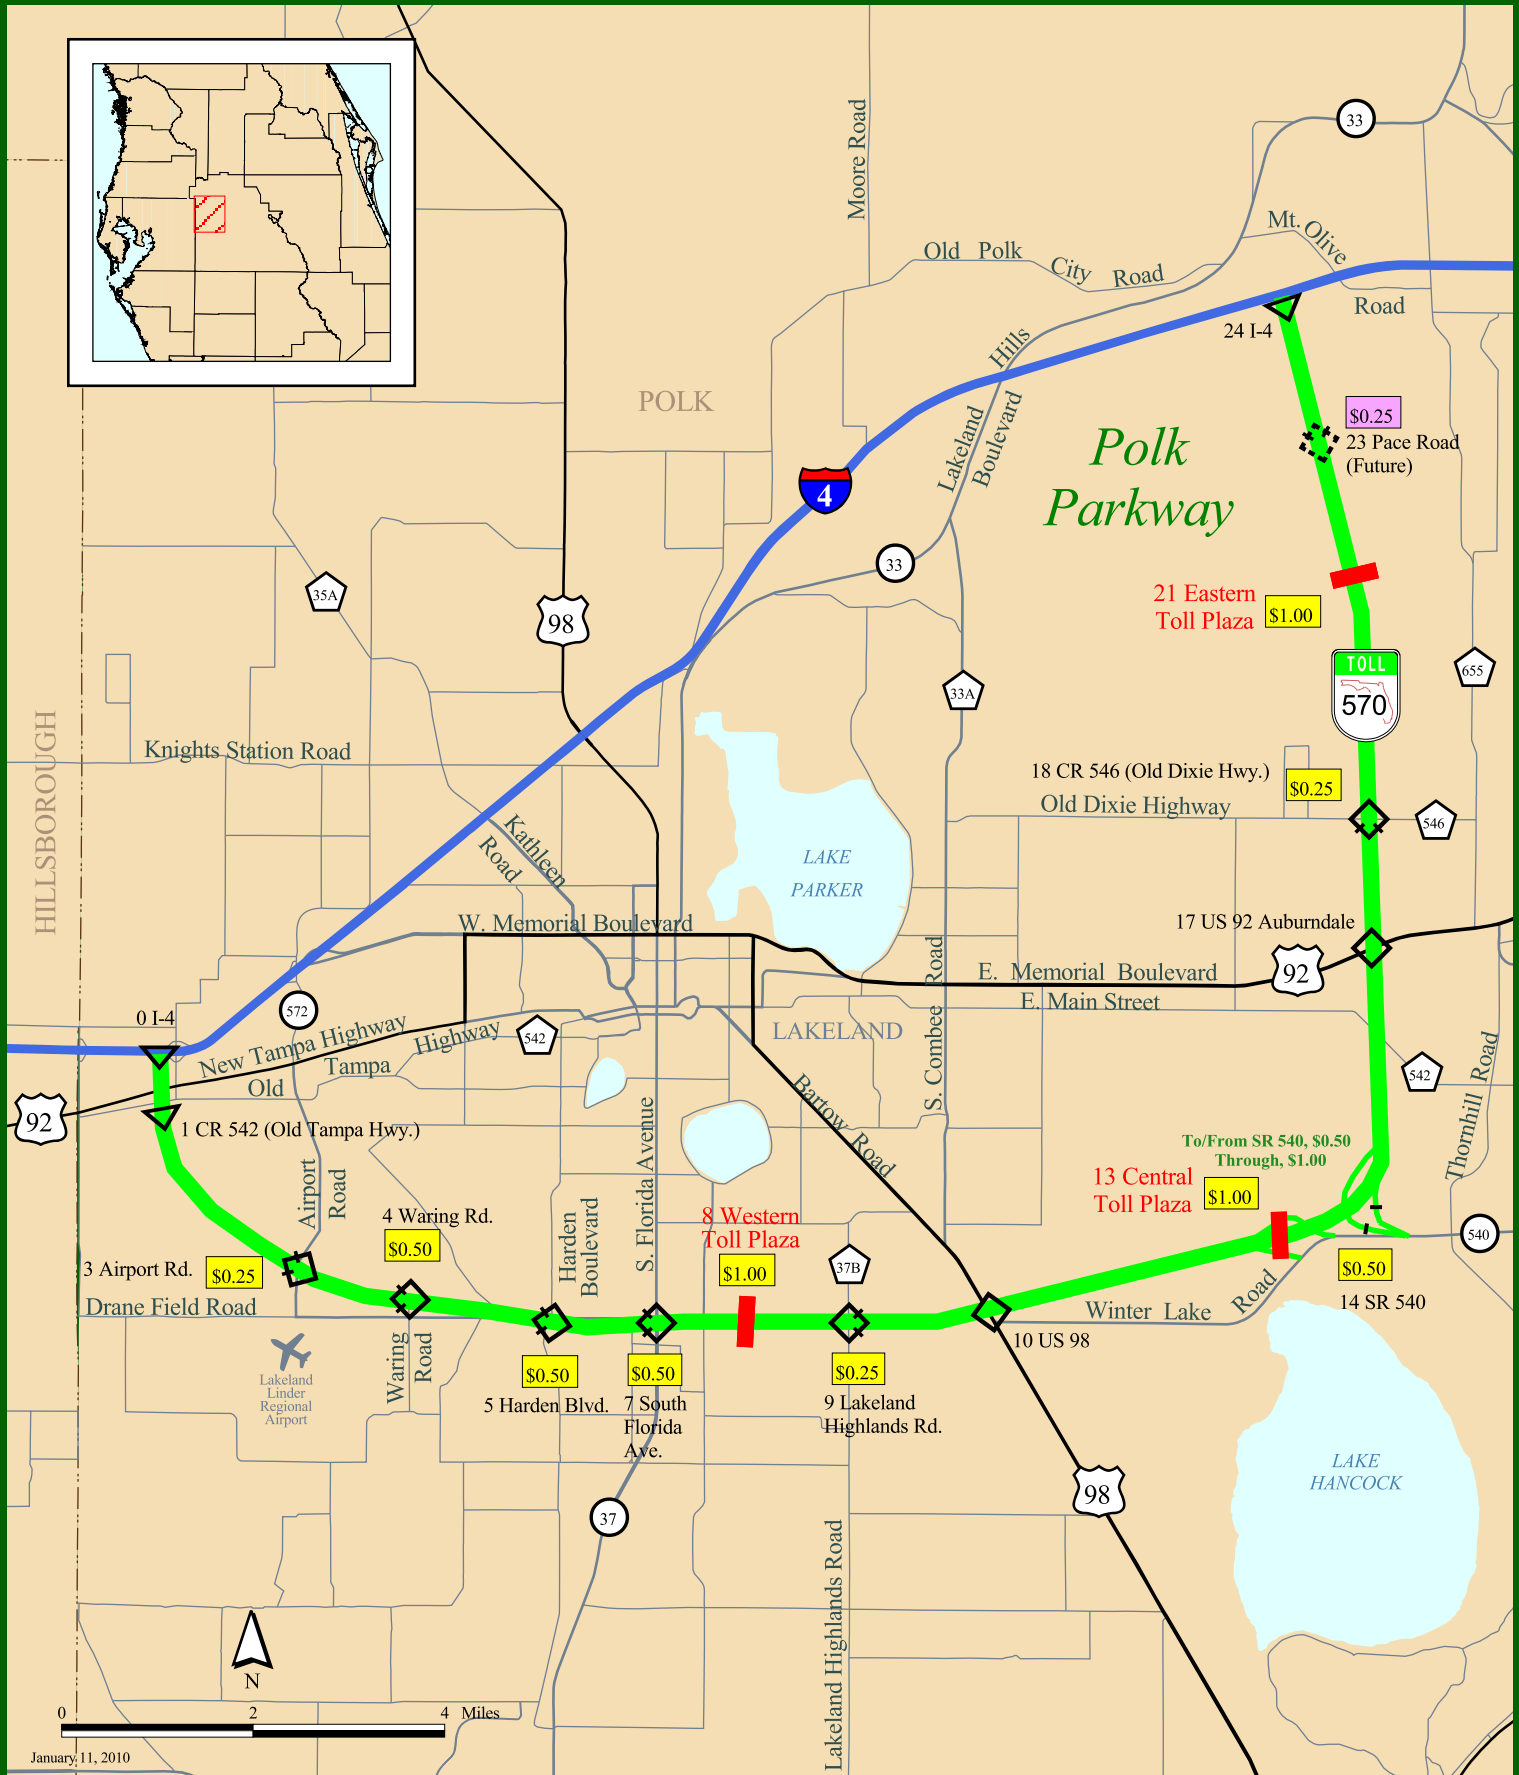 33
Moore Road
Mt. Olive
Road
Old Polk
City
Road
24 I-4
Hills
Lakeland
Boulevard
POLK
Polk
Parkway
$0.25
23 Pace Road
(Future)
4
33
35A
98
21 Eastern
Toll Plaza
$1.00
TOLL
570
655
33A
HILLSBOROUGH
Knights Station Road
18 CR 546 (Old Dixie Hwy.)
$0.25
Old Dixie Highway
546
Kathleen
Road
LAKE
PARKER
W. Memorial Boulevard
17 US 92 Auburndale
92
E. Memorial Boulevard
E. Main Street
S. Combee Road
0 I-4
572
New Tampa Highway
Old
Tampa
Highway
542
LAKELAND
542
Thornhill Road
92
1 CR 542 (Old Tampa Hwy.)
Bartow Road
To/From SR 540, $0.50
Through, $1.00
13 Central
Toll Plaza
$1.00
Airport
Road
S. Florida Avenue
Harden
Boulevard
4 Waring Rd.
$0.50
8 Western
Toll Plaza
$1.00
37B
540
3 Airport Rd.
$0.25
Drane Field Road
$0.50
14 SR 540
Winter Lake
Road
10 US 98
Waring
Road
Lakeland
Linder
Regional
Airport
$0.50
5 Harden Blvd.
$0.50
7 South
Florida
Ave.
$0.25
9 Lakeland
Highlands Rd.
LAKE
HANCOCK
98
37
Lakeland Highlands Road
N
0 2 4 Miles
January 11, 2010